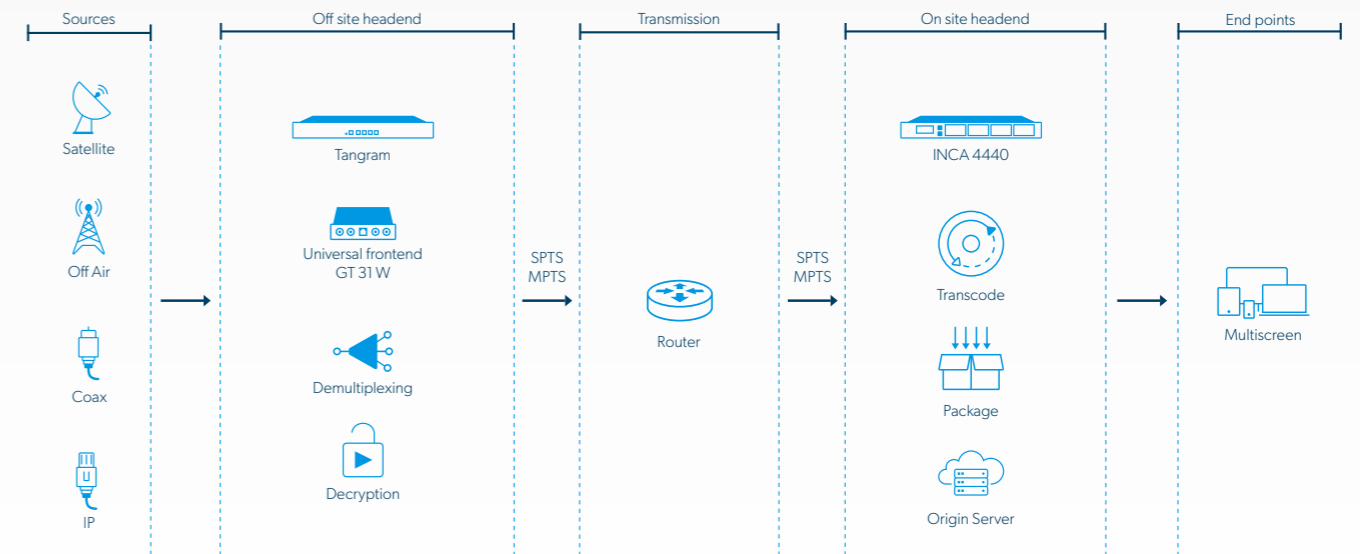 Sources
Off site headend
Transmission
On site headend
End points
Satellite
Off Air
Coax
IP
Tangram
Universal frontend
GT 31 W
Demultiplexing
Decryption
SPTS
MPTS
Router
SPTS
MPTS
INCA 4440
Transcode
Package
Origin Server
Multiscreen